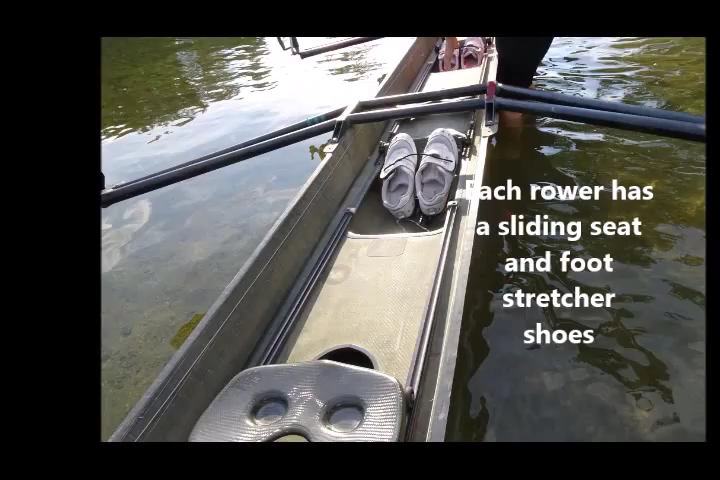 Each rower has
a sliding seat
and foot
stretcher
shoes